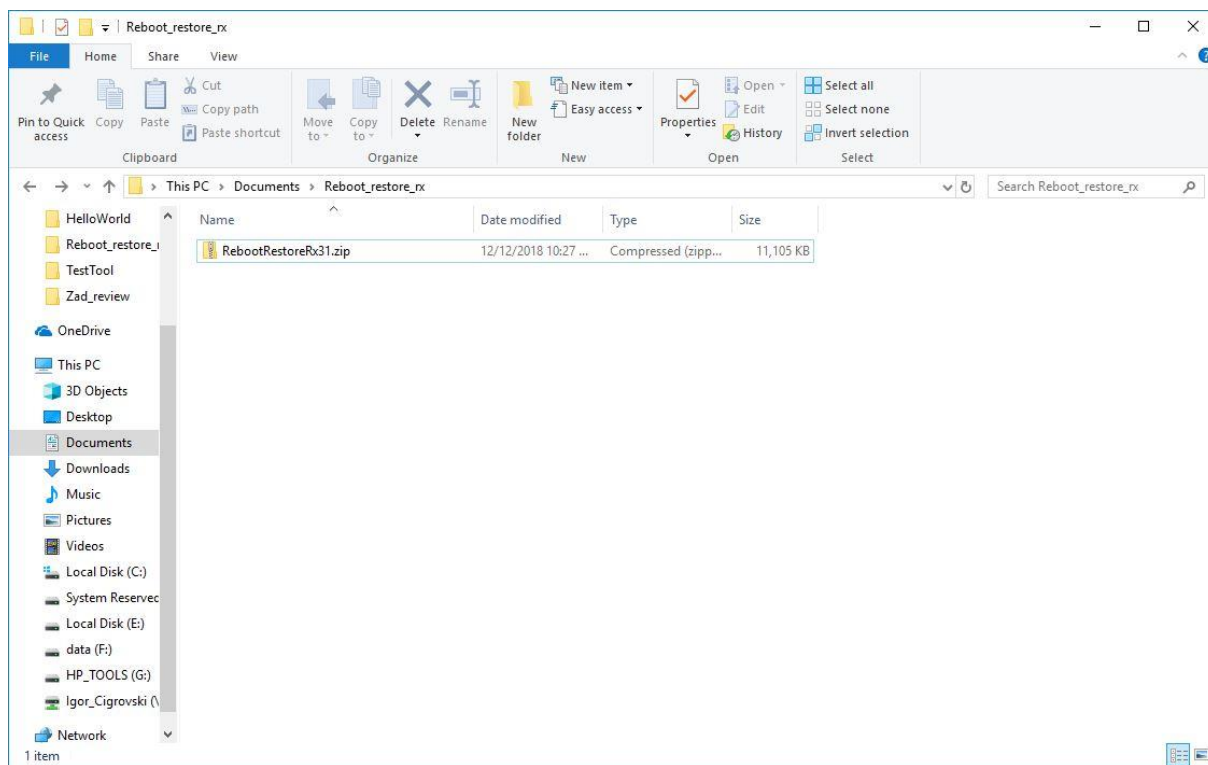 Reboot_restore_rx
File Home Share View
Pin to Quick access
Copy
Paste
Cut
Copy path
Paste shortcut
Clipboard
Move to
Copy to
Delete
Rename
Organize
New folder
New item
Easy access
New
Properties
Open
Edit
History
Open
Select all
Select none
Invert selection
Select
This PC > Documents > Reboot_restore_rx
Search Reboot_restore_rx
Name Date modified Type Size
RebootRestoreRx31.zip 12/12/2018 10:27 ... Compressed (zipp... 11,105 KB
HelloWorld
Reboot_restore_r
TestTool
Zad_review
OneDrive
This PC
3D Objects
Desktop
Documents
Downloads
Music
Pictures
Videos
Local Disk (C:)
System Reserved
Local Disk (E:)
data (F:)
HP_TOOLS (G:)
Igor_Cigrovski (\
Network
1 item